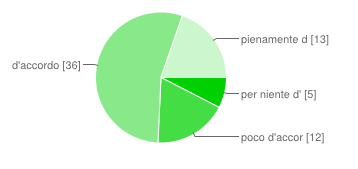 pienamente d [13]
d'accordo [36]
per niente d' [5]
poco d'accor [12]